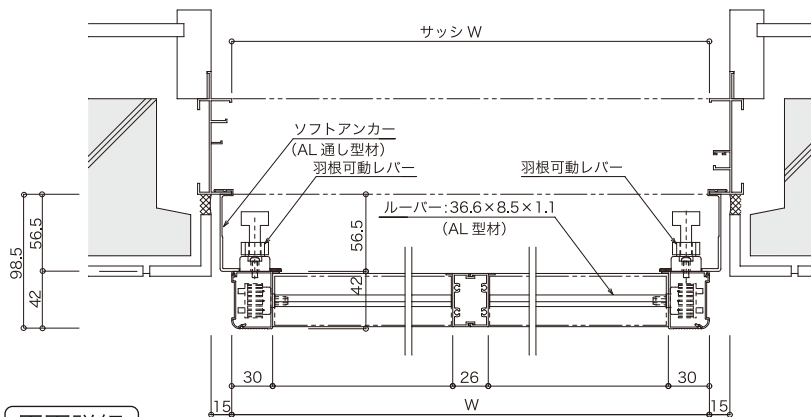 サッシ W
ソフトアンカー
(AL 通し型材)
羽根可動レバー
羽根可動レバー
ルーバー:36.6×8.5×1.1
(AL 型材)
98.5
56.5
42
56.5
42
30
26
30
15
W
15